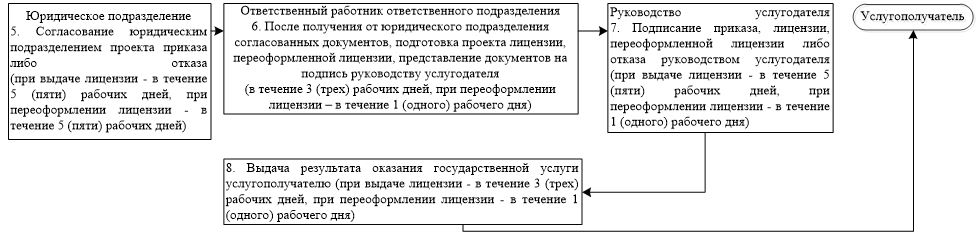 Юридическое подразделение
5. Согласование юридическим
подразделением проекта приказа
либо отказа
(при выдаче лицензии - в течение
5 (пяти) рабочих дней, при
переоформлении лицензии - в
течение 5 (пяти) рабочих дней)
Ответственный работник ответственного подразделения
6. После получения от юридического подразделения
согласованных документов, подготовка проекта лицензии,
переоформленной лицензии, представление документов на
подпись руководству услугодателя
(в течение 3 (трех) рабочих дней, при переоформлении
лицензии – в течение 1 (одного) рабочего дня)
Руководство услугодателя
7. Подписание приказа, лицензии,
переоформленной лицензии либо
отказа руководством услугодателя
(при выдаче лицензии - в течение 5
(пяти) рабочих дней, при
переоформлении лицензии - в течение
1 (одного) рабочего дня)
Услугополучатель
8. Выдача результата оказания государственной услуги
услугополучателю (при выдаче лицензии - в течение 3 (трех)
рабочих дней, при переоформлении лицензии - в течение 1
(одного) рабочего дня)